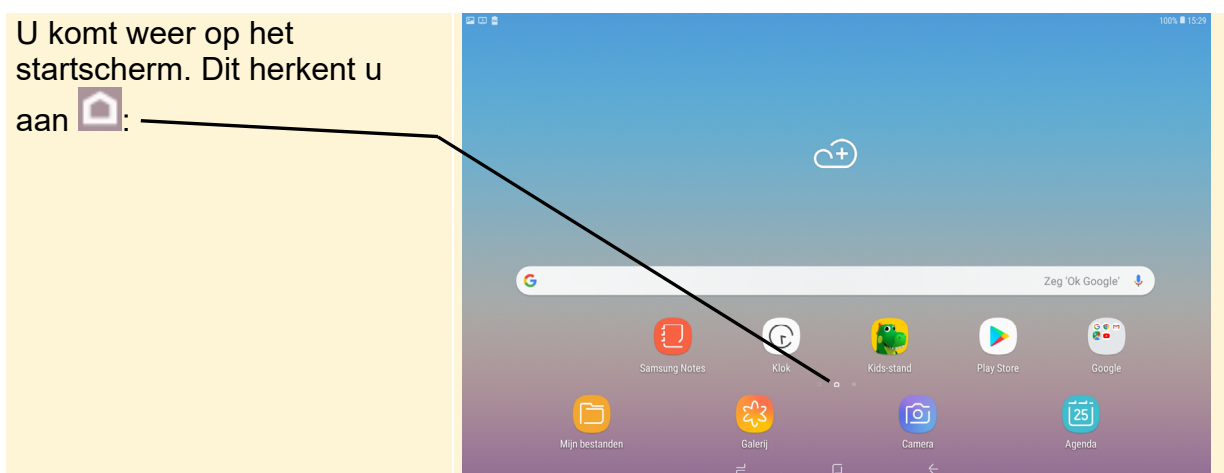 U komt weer op het
startscherm. Dit herkent u
aan :
100% 15:29
G Zeg 'Ok Google'
Samsung Notes Klok Kids-stand Play Store Google
25
Mijn bestanden Galerij Camera Agenda